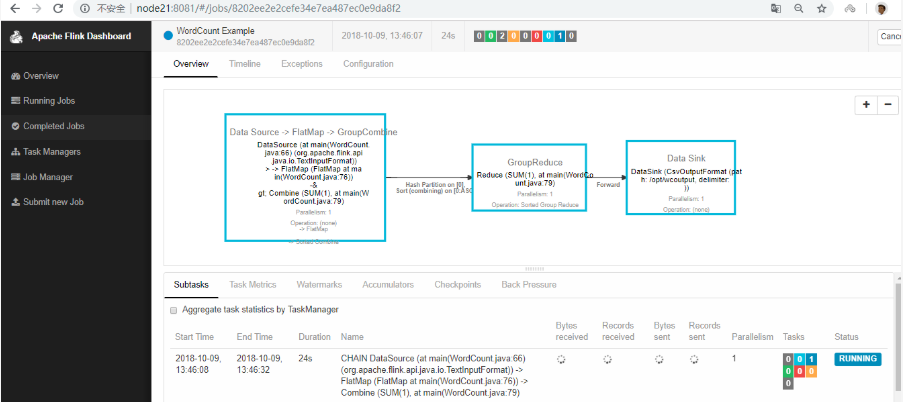 不安全 node21:8081/#/jobs/8202ee2e2cefe34e7ea487ec0e9da8f2
Apache Flink Dashboard
Overview
Running Jobs
Completed Jobs
Task Managers
Job Manager
Submit new Job
WordCount Example
8202ee2e2cefe34e7ea487ec0e9da8f2
2018-10-09, 13:46:07
24s
0 0 2 0 0 0 0 1 0
Cance
Overview Timeline Exceptions Configuration
+ −
Data Source -> FlatMap -> GroupCombine
DataSource (at main(WordCount.
java:66) (org.apache.flink.api
java.io.TextInputFormat))
> -> FlatMap (FlatMap at ma
in(WordCount.java:76))
-&
gt; Combine (SUM(1), at main(W
ordCount.java:79)
Parallelism: 1
Operation: (none)
-> FlatMap
-> Sorted Combine
Hash Partition on [0]
Sort (combining) on [0:ASC
GroupReduce
Reduce (SUM(1), at main(WordCo
unt.java:79)
Parallelism: 1
Operation: Sorted Group Reduce
Forward
Data Sink
DataSink (CsvOutputFormat (pat
h: /opt/wcoutput, delimiter:
))
Parallelism: 1
Operation: (none)
Subtasks Task Metrics Watermarks Accumulators Checkpoints Back Pressure
Aggregate task statistics by TaskManager
Start Time End Time Duration Name Bytes received Records received Bytes sent Records sent Parallelism Tasks Status
2018-10-09, 13:46:08
2018-10-09, 13:46:32
24s
CHAIN DataSource (at main(WordCount.java:66)
(org.apache.flink.api.java.io.TextInputFormat)) ->
FlatMap (FlatMap at main(WordCount.java:76)) ->
Combine (SUM(1), at main(WordCount.java:79)
1
0 0 1
0 0 0
0
RUNNING